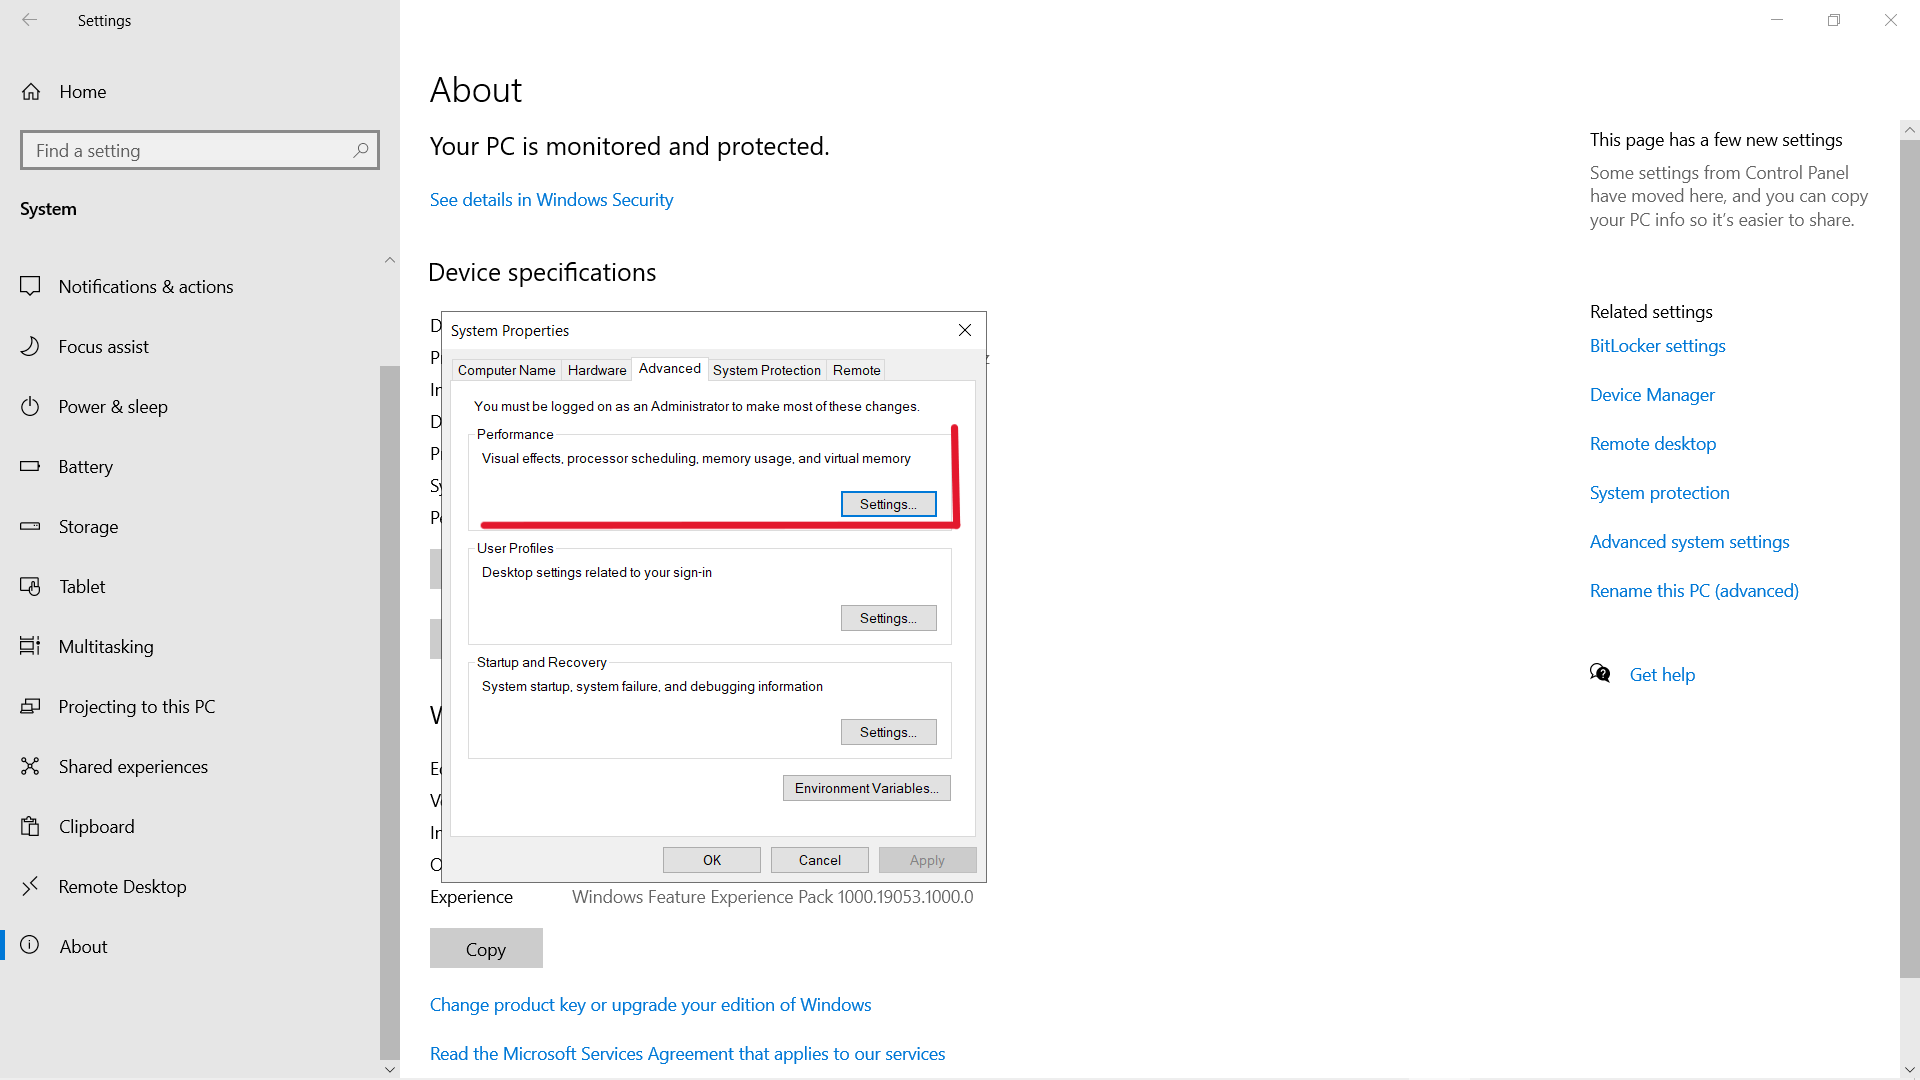 Settings
Home
Find a setting
System
Notifications & actions
Focus assist
Power & sleep
Battery
Storage
Tablet
Multitasking
Projecting to this PC
Shared experiences
Clipboard
Remote Desktop
About
About
Your PC is monitored and protected.
See details in Windows Security
Device specifications
System Properties
Computer Name
Hardware
Advanced
System Protection
Remote
You must be logged on as an Administrator to make most of these changes.
Performance
Visual effects, processor scheduling, memory usage, and virtual memory
Settings...
User Profiles
Desktop settings related to your sign-in
Settings...
Startup and Recovery
System startup, system failure, and debugging information
Settings...
Environment Variables...
OK
Cancel
Apply
Experience
Windows Feature Experience Pack 1000.19053.1000.0
Copy
Change product key or upgrade your edition of Windows
Read the Microsoft Services Agreement that applies to our services
This page has a few new settings
Some settings from Control Panel
have moved here, and you can copy
your PC info so it's easier to share.
Related settings
BitLocker settings
Device Manager
Remote desktop
System protection
Advanced system settings
Rename this PC (advanced)
Get help